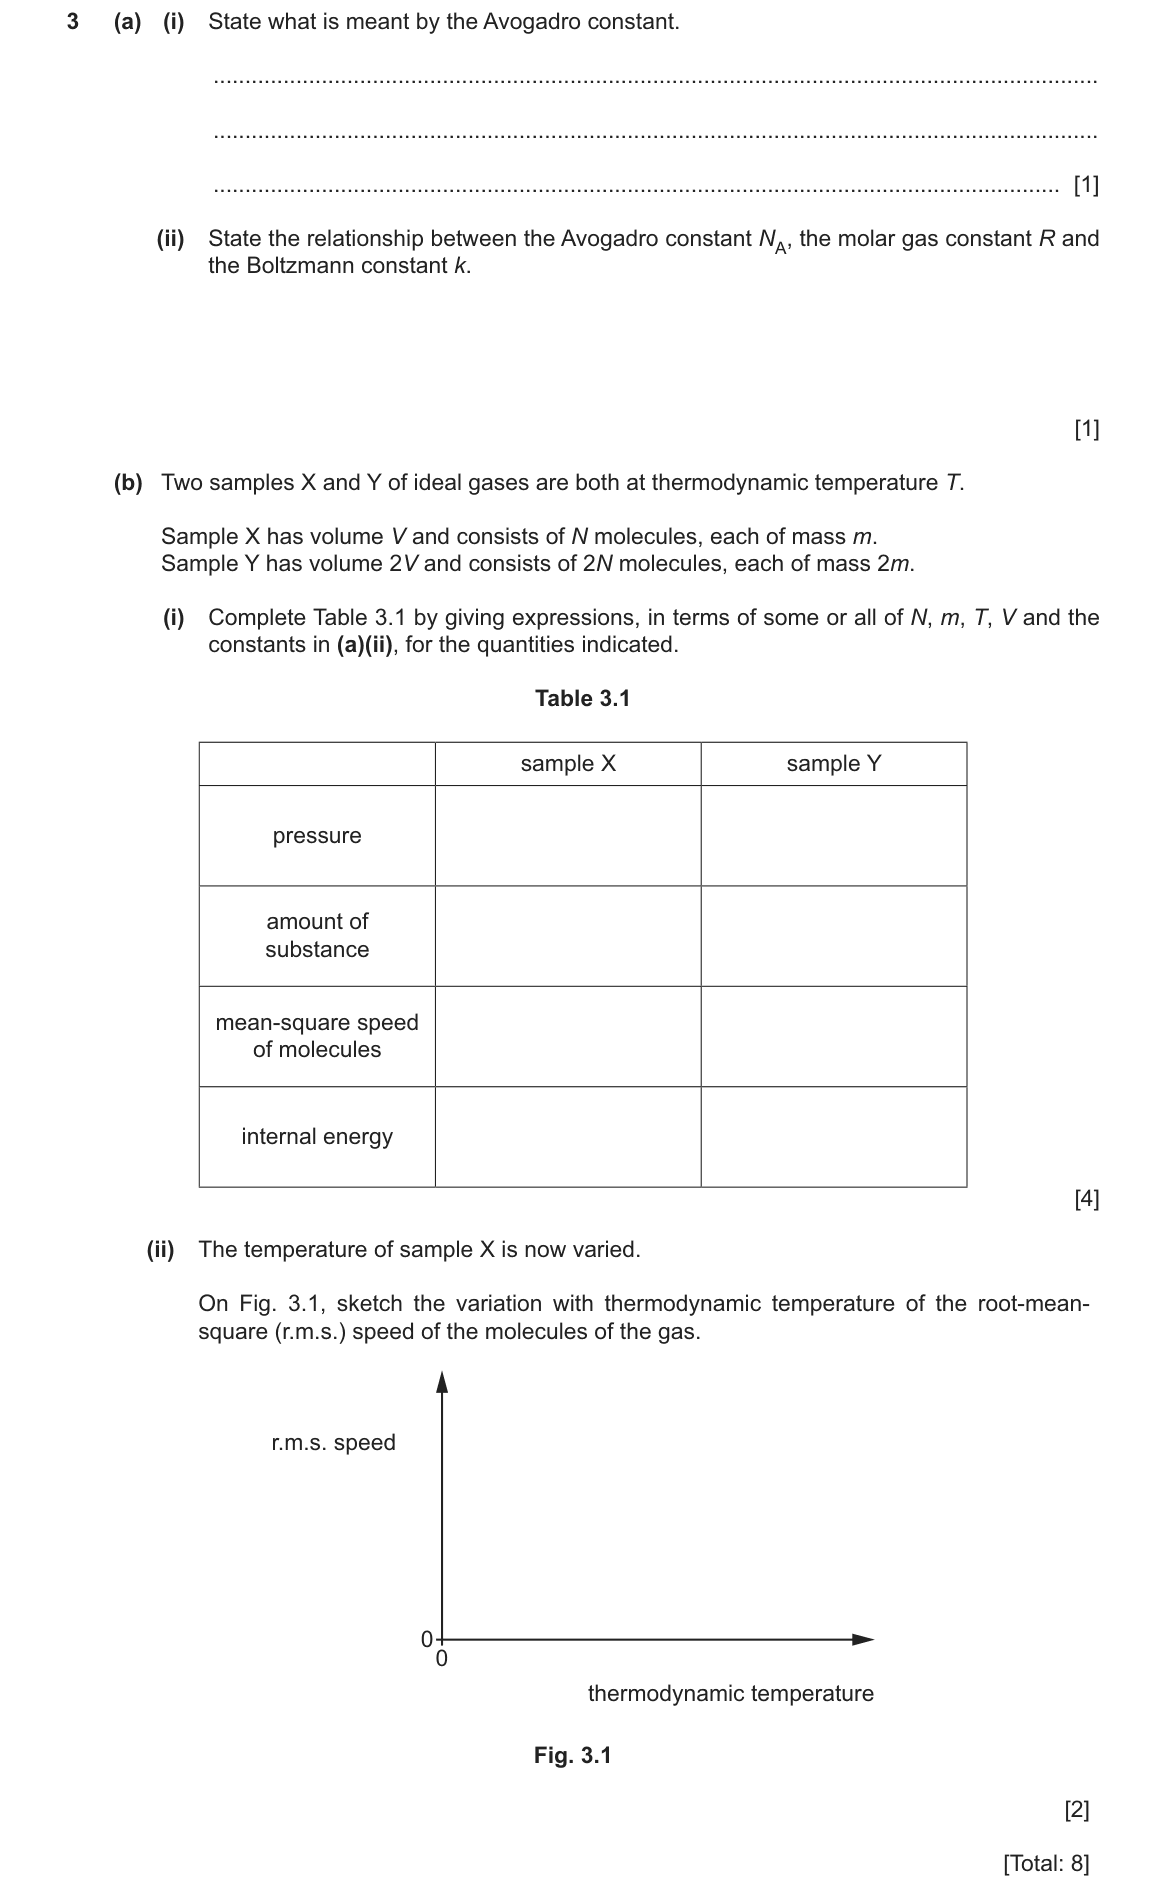 3 (a) (i) State what is meant by the Avogadro constant.
..........................................................................................................................................
..........................................................................................................................................
.................................................................................................................................... [1]
(ii) State the relationship between the Avogadro constant N_A, the molar gas constant R and
the Boltzmann constant k.
[1]
(b) Two samples X and Y of ideal gases are both at thermodynamic temperature T.
Sample X has volume V and consists of N molecules, each of mass m.
Sample Y has volume 2V and consists of 2N molecules, each of mass 2m.
(i) Complete Table 3.1 by giving expressions, in terms of some or all of N, m, T, V and the
constants in (a)(ii), for the quantities indicated.
Table 3.1
sample X sample Y
pressure
amount of
substance
mean-square speed
of molecules
internal energy
[4]
(ii) The temperature of sample X is now varied.
On Fig. 3.1, sketch the variation with thermodynamic temperature of the root-mean-
square (r.m.s.) speed of the molecules of the gas.
r.m.s. speed
0
0
thermodynamic temperature
Fig. 3.1
[2]
[Total: 8]